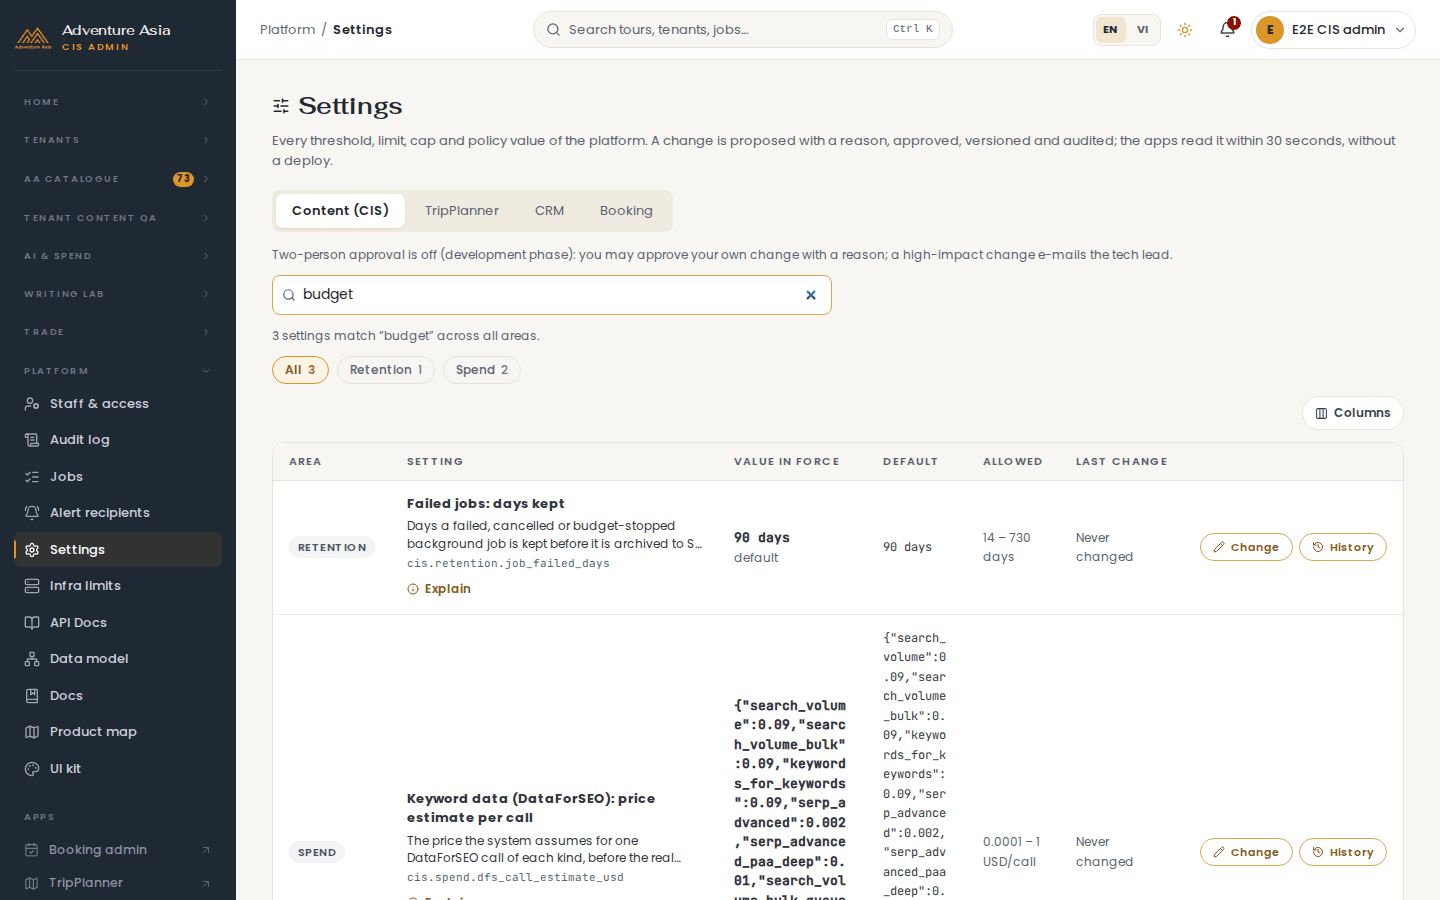 Adventure Asia
CIS ADMIN
Adventure Asia
HOME
TENANTS
AA CATALOGUE 73
TENANT CONTENT QA
AI & SPEND
WRITING LAB
TRADE
PLATFORM
Staff & access
Audit log
Jobs
Alert recipients
Settings
Infra limits
API Docs
Data model
Docs
Product map
UI kit
APPS
Booking admin
TripPlanner
Platform / Settings
Search tours, tenants, jobs... Ctrl K
EN VI
1
E E2E CIS admin
Settings
Every threshold, limit, cap and policy value of the platform. A change is proposed with a reason, approved, versioned and audited; the apps read it within 30 seconds, without
a deploy.
Content (CIS) TripPlanner CRM Booking
Two-person approval is off (development phase): you may approve your own change with a reason; a high-impact change e-mails the tech lead.
budget
3 settings match “budget” across all areas.
All 3 Retention 1 Spend 2
Columns
AREA SETTING VALUE IN FORCE DEFAULT ALLOWED LAST CHANGE
RETENTION
Failed jobs: days kept
Days a failed, cancelled or budget-stopped
background job is kept before it is archived to S...
cis.retention.job_failed_days
Explain
90 days
default
90 days
14 – 730
days
Never
changed
Change History
SPEND
Keyword data (DataForSEO): price
estimate per call
The price the system assumes for one
DataForSEO call of each kind, before the real...
cis.spend.dfs_call_estimate_usd
Explain
{"search_volum
e":0.09,"searc
h_volume_bulk"
:0.09,"keyword
s_for_keywords
":0.09,"serp_a
dvanced":0.002
,"serp_advance
d_paa_deep":0.
01,"search_vol
ume_bulk_queue
{"search_
volume":0
.09,"sear
ch_volume
_bulk":0.
09,"keywo
rds_for_k
eywords":
0.09,"ser
p_advance
d":0.002,
"serp_adv
anced_paa
_deep":0.
0.0001 – 1
USD/call
Never
changed
Change History